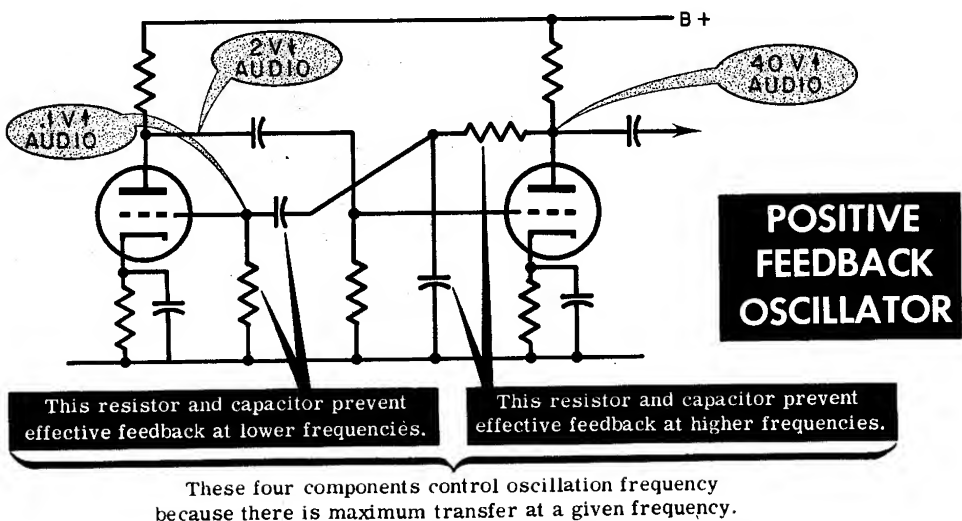 B+
2V
AUDIO
40V
AUDIO
.1V
AUDIO
POSITIVE
FEEDBACK
OSCILLATOR
This resistor and capacitor prevent
effective feedback at lower frequencies.
This resistor and capacitor prevent
effective feedback at higher frequencies.
These four components control oscillation frequency
because there is maximum transfer at a given frequency.